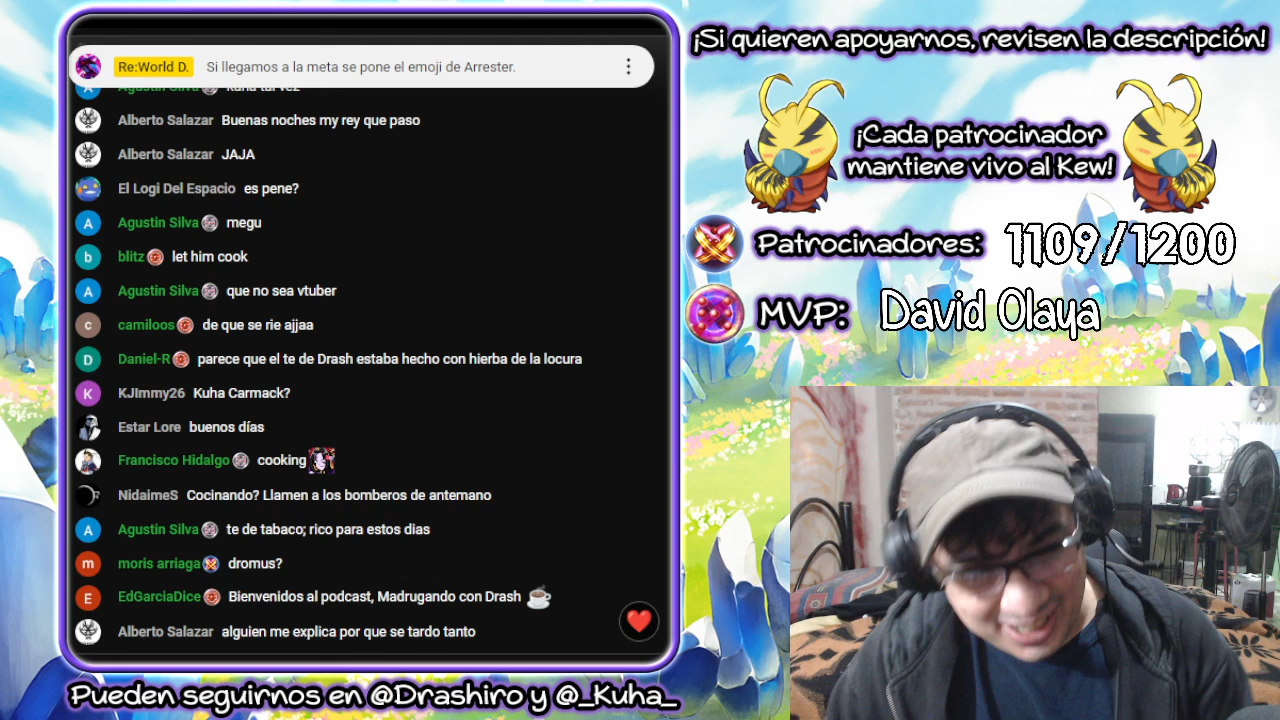 ¡Si quieren apoyarnos, revisen la descripción!
Re:World D. Si llegamos a la meta se pone el emoji de Arrester.
A Agustin Silva kuha tal vez
Alberto Salazar Buenas noches my rey que paso
Alberto Salazar JAJA
El Logi Del Espacio es pene?
A Agustin Silva megu
b blitz let him cook
A Agustin Silva que no sea vtuber
c camiloos de que se rie ajjaa
D Daniel-R parece que el te de Drash estaba hecho con hierba de la locura
K KJImmy26 Kuha Carmack?
Estar Lore buenos días
Francisco Hidalgo cooking
NidaimeS Cocinando? Llamen a los bomberos de antemano
A Agustin Silva te de tabaco; rico para estos dias
m moris arriaga dromus?
E EdGarciaDice Bienvenidos al podcast, Madrugando con Drash
Alberto Salazar alguien me explica por que se tardo tanto
¡Cada patrocinador
mantiene vivo al Kew!
Patrocinadores: 1109/1200
MVP: David Olaya
Pueden seguirnos en @Drashiro y @_Kuha_